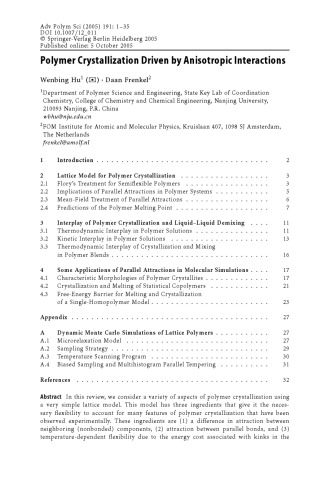 Adv Polym Sci (2005) 191: 1–35
DOI 10.1007/12_011
© Springer-Verlag Berlin Heidelberg 2005
Published online: 5 October 2005
Polymer Crystallization Driven by Anisotropic Interactions
Wenbing Hu1 (✉) · Daan Frenkel2
1Department of Polymer Science and Engineering, State Key Lab of Coordination
Chemistry, College of Chemistry and Chemical Engineering, Nanjing University,
210093 Nanjing, P.R. China
wbhu@nju.edu.cn
2FOM Institute for Atomic and Molecular Physics, Kruislaan 407, 1098 SJ Amsterdam,
The Netherlands
frenkel@amolf.nl
1 Introduction . . . . . . . . . . . . . . . . . . . . . . . . . . 2
2 Lattice Model for Polymer Crystallization . . . . . . . . . . . . 3
2.1 Flory's Treatment for Semiflexible Polymers . . . . . . . . . . . . 3
2.2 Implications of Parallel Attractions in Polymer Systems . . . . . . . 5
2.3 Mean-Field Treatment of Parallel Attractions . . . . . . . . . . . . 6
2.4 Predictions of the Polymer Melting Point . . . . . . . . . . . . . . 7
3 Interplay of Polymer Crystallization and Liquid–Liquid Demixing . . . . 11
3.1 Thermodynamic Interplay in Polymer Solutions . . . . . . . . . . . 11
3.2 Kinetic Interplay in Polymer Solutions . . . . . . . . . . . . . . . 13
3.3 Thermodynamic Interplay of Crystallization and Mixing
in Polymer Blends . . . . . . . . . . . . . . . . . . . . . . . . 16
4 Some Applications of Parallel Attractions in Molecular Simulations . . . 17
4.1 Characteristic Morphologies of Polymer Crystallites . . . . . . . . . 17
4.2 Crystallization and Melting of Statistical Copolymers . . . . . . . . 21
4.3 Free-Energy Barrier for Melting and Crystallization
of a Single-Homopolymer Model . . . . . . . . . . . . . . . . . . 23
Appendix . . . . . . . . . . . . . . . . . . . . . . . . . . . . 27
A Dynamic Monte Carlo Simulations of Lattice Polymers . . . . . . . . 27
A.1 Microrelaxation Model . . . . . . . . . . . . . . . . . . . . . . 27
A.2 Sampling Strategy . . . . . . . . . . . . . . . . . . . . . . . . 29
A.3 Temperature Scanning Program . . . . . . . . . . . . . . . . . . 30
A.4 Biased Sampling and Multihistogram Parallel Tempering . . . . . . . 31
References . . . . . . . . . . . . . . . . . . . . . . . . . . . 32
Abstract In this review, we consider a variety of aspects of polymer crystallization using
a very simple lattice model. This model has three ingredients that give it the neces-
sary flexibility to account for many features of polymer crystallization that have been
observed experimentally. These ingredients are (1) a difference in attraction between
neighboring (nonbonded) components, (2) attraction between parallel bonds, and (3)
temperature-dependent flexibility due to the energy cost associated with kinks in the